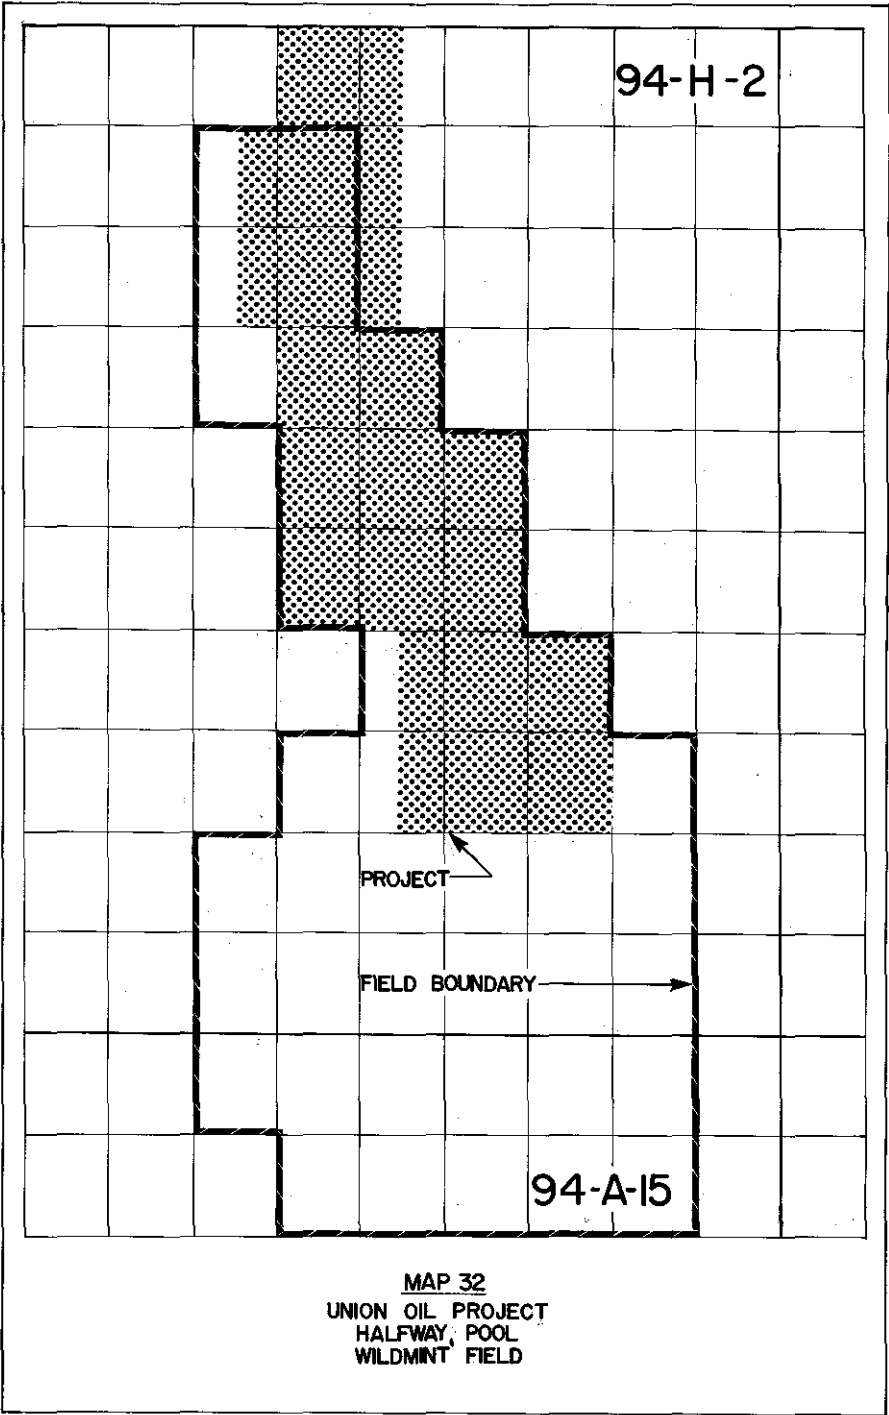 94-H-2
PROJECT
FIELD BOUNDARY
94-A-15
MAP 32
UNION OIL PROJECT
HALFWAY POOL
WILDMINT FIELD